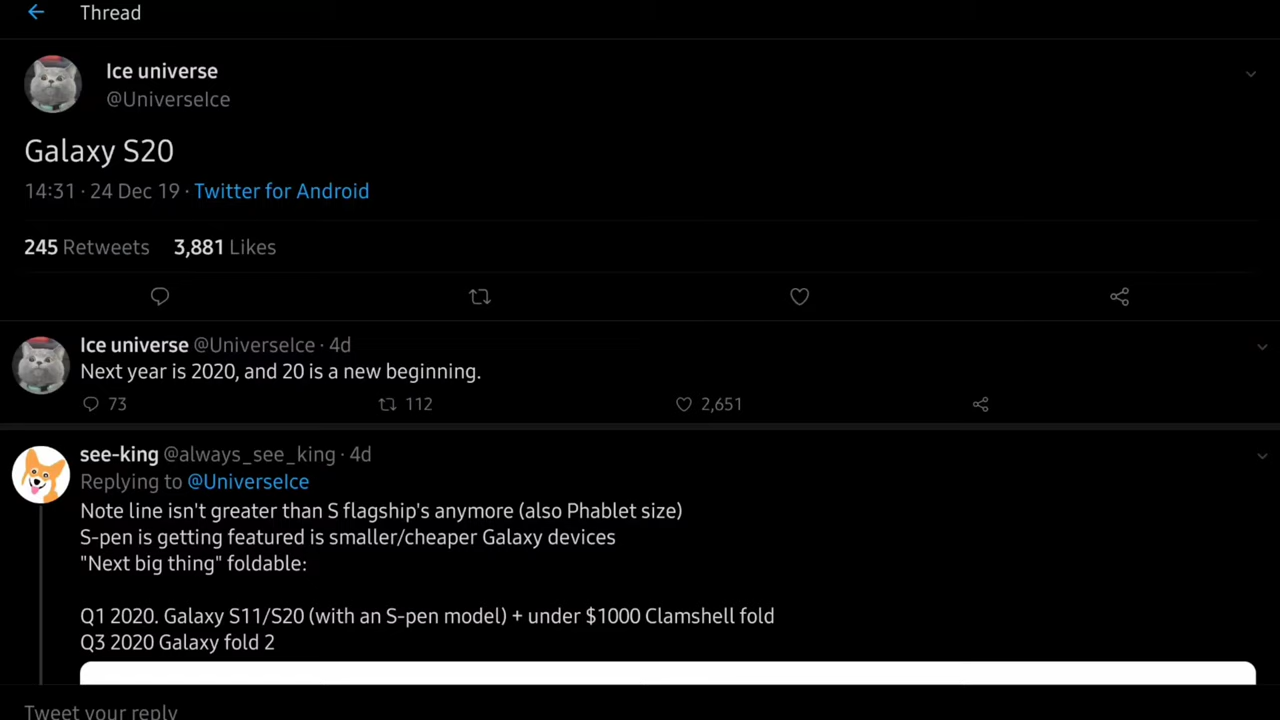 Thread
Ice universe
@UniverseIce
Galaxy S20
14:31 · 24 Dec 19 · Twitter for Android
245 Retweets 3,881 Likes
Ice universe @UniverseIce · 4d
Next year is 2020, and 20 is a new beginning.
73 112 2,651
see-king @always_see_king · 4d
Replying to @UniverseIce
Note line isn't greater than S flagship's anymore (also Phablet size)
S-pen is getting featured is smaller/cheaper Galaxy devices
"Next big thing" foldable:
Q1 2020. Galaxy S11/S20 (with an S-pen model) + under $1000 Clamshell fold
Q3 2020 Galaxy fold 2
Tweet your reply